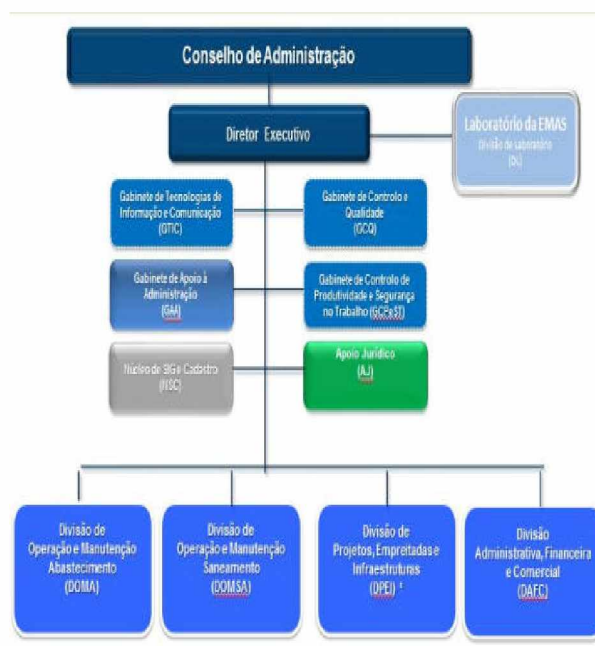 Conselho de Administração
Diretor Executivo
Laboratório da EMAS
Divisão de Laboratório
(DL)
Gabinete de Tecnologias de
Informação e Comunicação
(GTIC)
Gabinete de Controlo e
Qualidade
(GCQ)
Gabinete de Apoio à
Administração
(GAA)
Gabinete de Controlo de
Produtividade e Segurança
no Trabalho (GCPeST)
Núcleo de SIG e Cadastro
(NSC)
Apoio Jurídico
(AJ)
Divisão de
Operação e Manutenção
Abastecimento
(DOMA)
Divisão de
Operação e Manutenção
Saneamento
(DOMSA)
Divisão de
Projetos, Empreitadas e
Infraestruturas
(DPEI)
Divisão
Administrativa, Financeira
e Comercial
(DAFC)